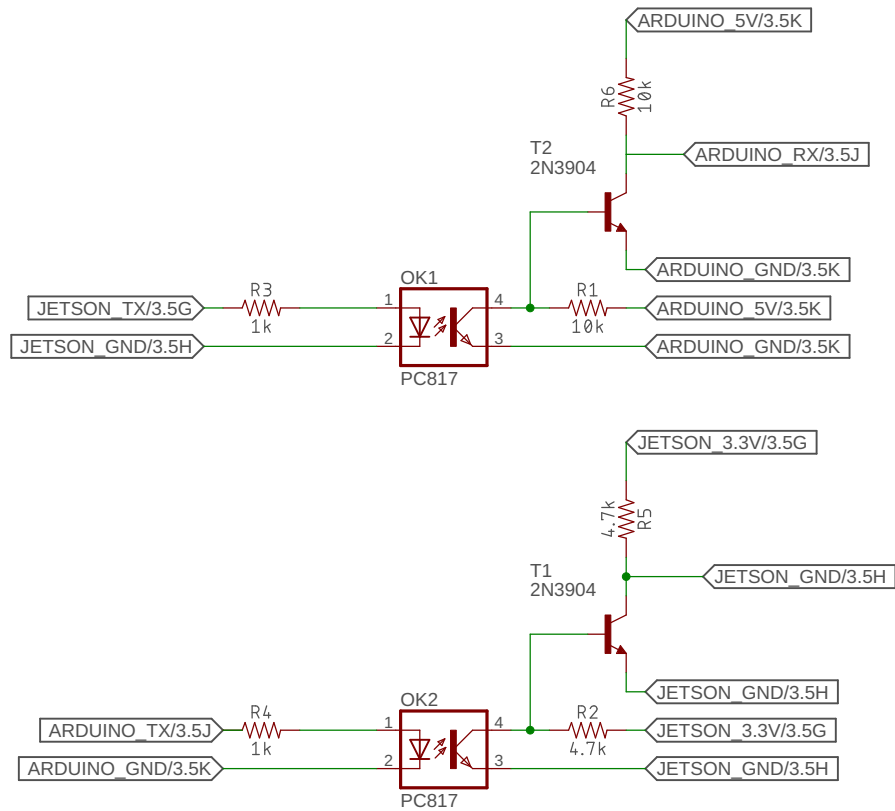 ARDUINO_5V/3.5K
R6
10k
ARDUINO_RX/3.5J
T2
2N3904
ARDUINO_GND/3.5K
OK1
R3
JETSON_TX/3.5G
1k
1
4
R1
10k
ARDUINO_5V/3.5K
JETSON_GND/3.5H
2
3
ARDUINO_GND/3.5K
PC817
JETSON_3.3V/3.5G
4.7k
R5
JETSON_GND/3.5H
T1
2N3904
JETSON_GND/3.5H
OK2
R4
ARDUINO_TX/3.5J
1k
1
4
R2
4.7k
JETSON_3.3V/3.5G
ARDUINO_GND/3.5K
2
3
JETSON_GND/3.5H
PC817